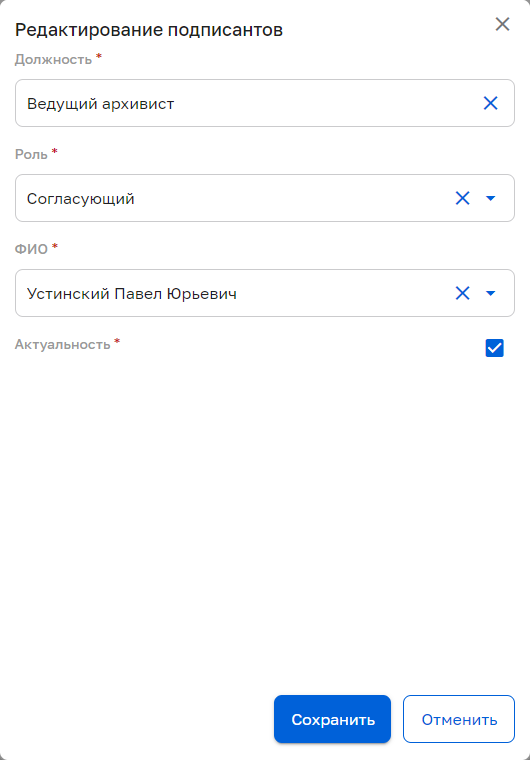 Редактирование подписантов
Должность *
Ведущий архивист
Роль *
Согласующий
ФИО *
Устинский Павел Юрьевич
Актуальность *
Сохранить
Отменить